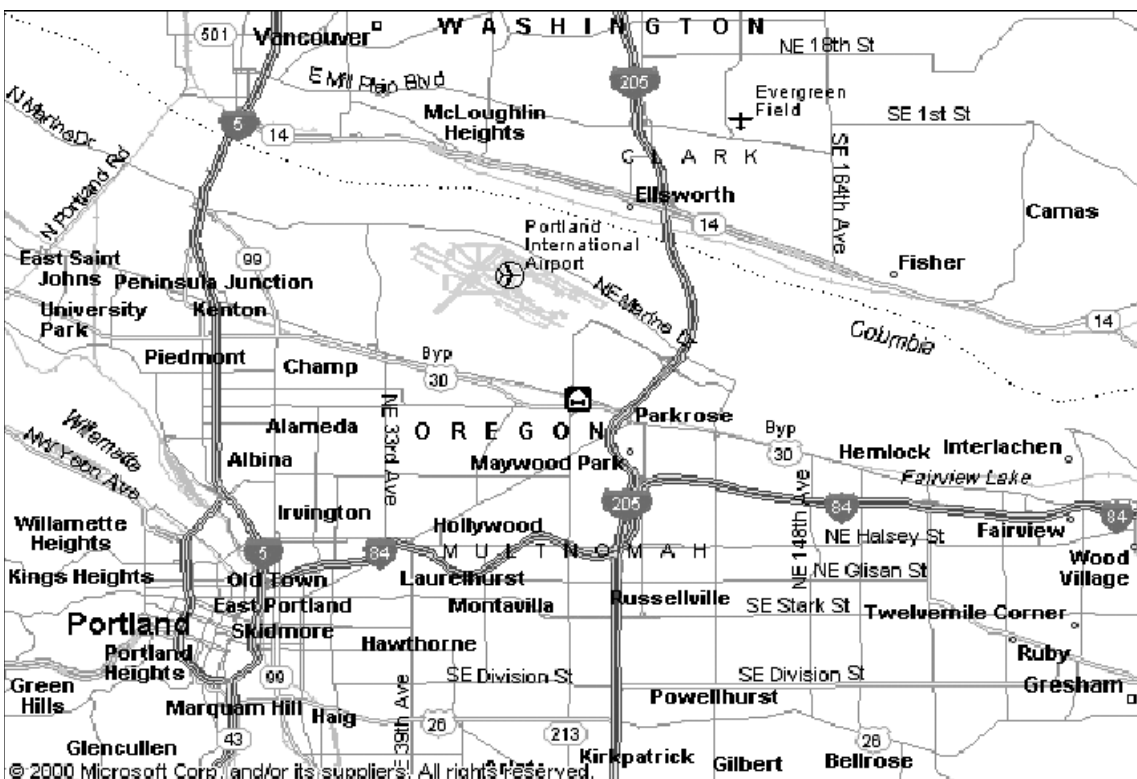 WASHINGTON
501
Vancouver
NE 18th St
E Mill Plain Blvd
205
Evergreen
Field
N Marine Dr
McLoughlin
Heights
SE 1st St
5
14
CLARK
SE 164th Ave
N Portland Rd
Ellsworth
Camas
14
Portland
International
Airport
99
East Saint
Johns
Peninsula Junction
Fisher
NE Marine Dr
University
Park
Kenton
14
Columbia
Piedmont
Champ
Byp
30
NE 33rd Ave
Parkrose
Alameda
OREGON
Byp
30
Hemlock
Interlachen
Willamette
NW Yeon Ave
Albina
Maywood Park
Fairview Lake
NE 148th Ave
205
84
84
Willamette
Heights
Irvington
Hollywood
NE Halsey St
Fairview
5
84
MULTNOMAH
Wood
Village
Kings Heights
Old Town
Laurelhurst
NE Glisan St
East Portland
Montavilla
Russellville
SE Stark St
Twelvemile Corner
Portland
Skidmore
Hawthorne
Portland
Heights
Ruby
SE Division St
SE Division St
Green
Hills
99
39th Ave
Powellhurst
Gresham
Marquam Hill
Haig
26
213
26
43
Glencullen
Kirkpatrick
Gilbert
Bellrose
© 2000 Microsoft Corp. and/or its suppliers. All rights reserved.